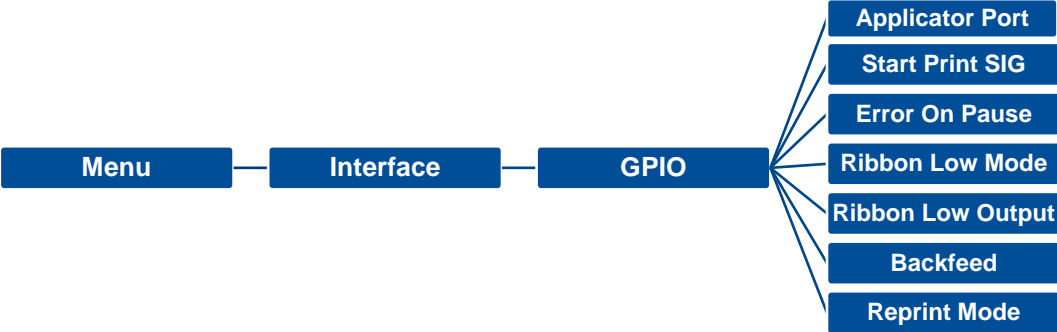 Menu
Interface
GPIO
Applicator Port
Start Print SIG
Error On Pause
Ribbon Low Mode
Ribbon Low Output
Backfeed
Reprint Mode